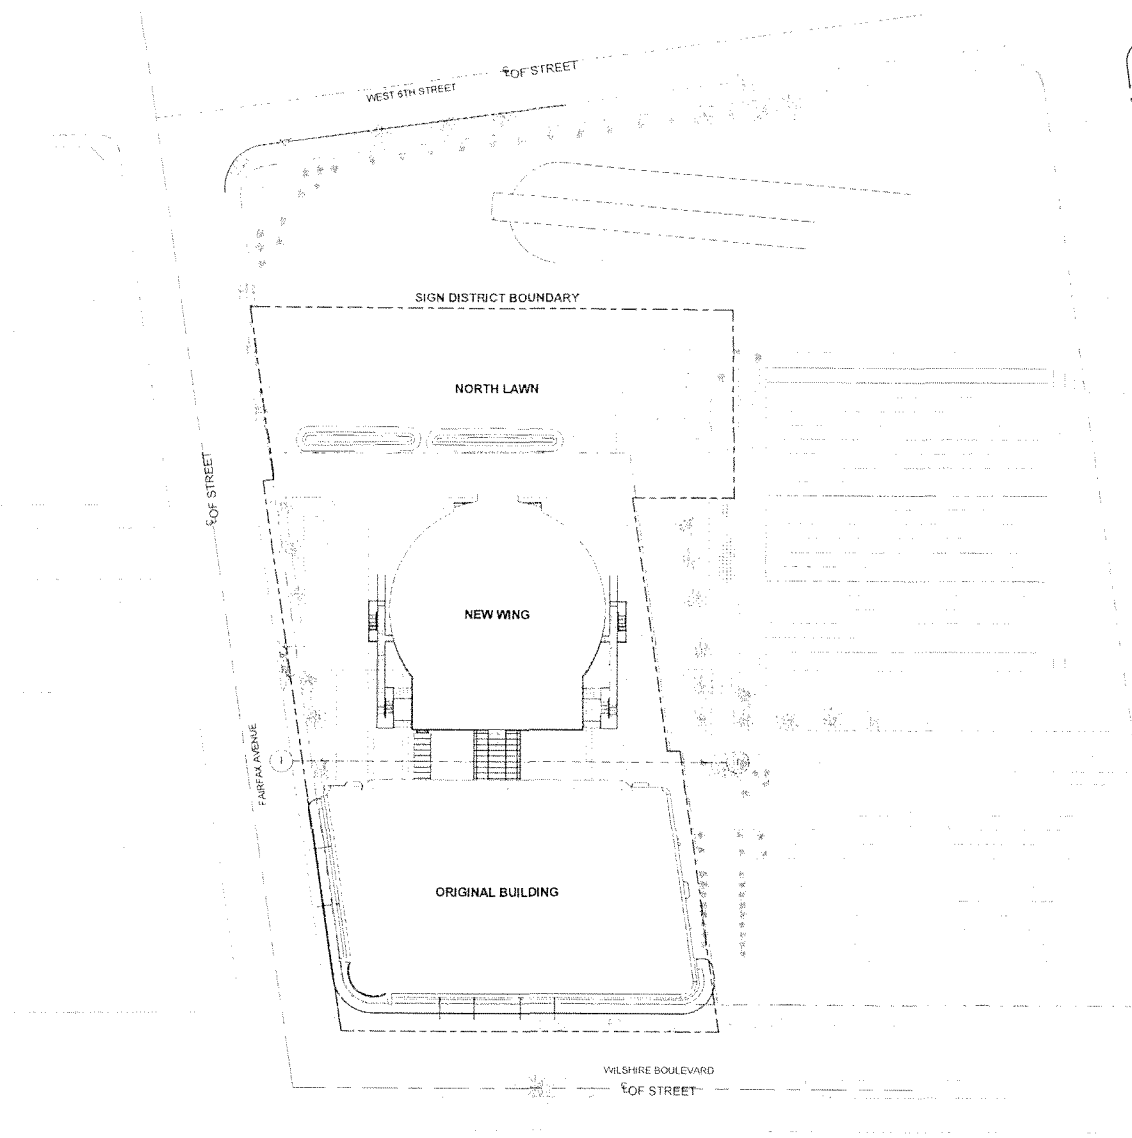 ℄ OF STREET
WEST 6TH STREET
SIGN DISTRICT BOUNDARY
NORTH LAWN
℄ OF STREET
NEW WING
FAIRFAX AVENUE
ORIGINAL BUILDING
WILSHIRE BOULEVARD
℄ OF STREET